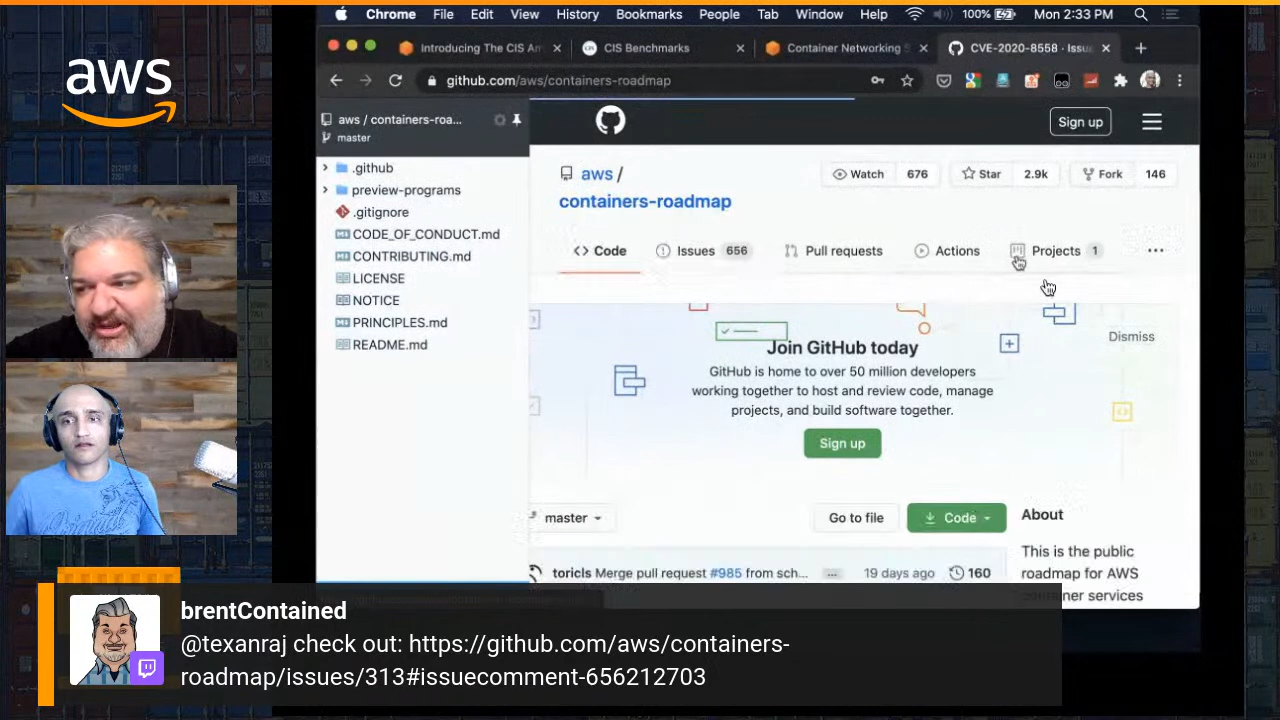 aws
Chrome File Edit View History Bookmarks People Tab Window Help 100% Mon 2:33 PM
Introducing The CIS Am
CIS Benchmarks
Container Networking S
CVE-2020-8558 · Issu
github.com/aws/containers-roadmap
aws / containers-roa...
master
.github
preview-programs
.gitignore
CODE_OF_CONDUCT.md
CONTRIBUTING.md
LICENSE
NOTICE
PRINCIPLES.md
README.md
Sign up
aws /
containers-roadmap
Watch 676
Star 2.9k
Fork 146
Code
Issues 656
Pull requests
Actions
Projects 1
Join GitHub today
Dismiss
GitHub is home to over 50 million developers
working together to host and review code, manage
projects, and build software together.
Sign up
master
Go to file
Code
About
This is the public
roadmap for AWS
container services
toricls Merge pull request #985 from sch... 19 days ago 160
brentContained
@texanraj check out: https://github.com/aws/containers-
roadmap/issues/313#issuecomment-656212703